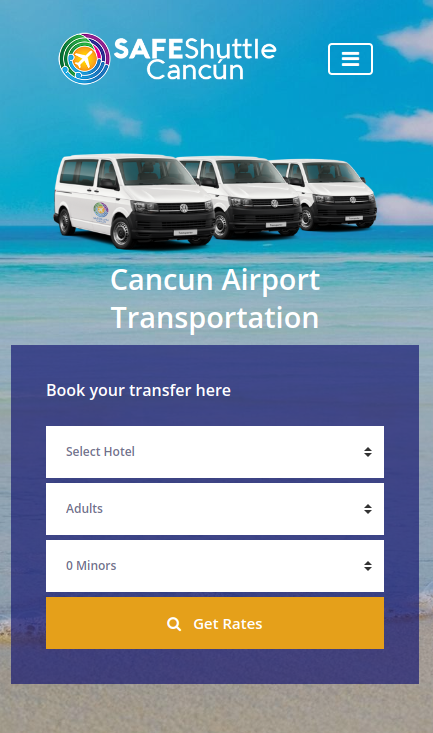 SAFEShuttle
Cancún
Cancun Airport
Transportation
Book your transfer here
Select Hotel
Adults
0 Minors
Get Rates